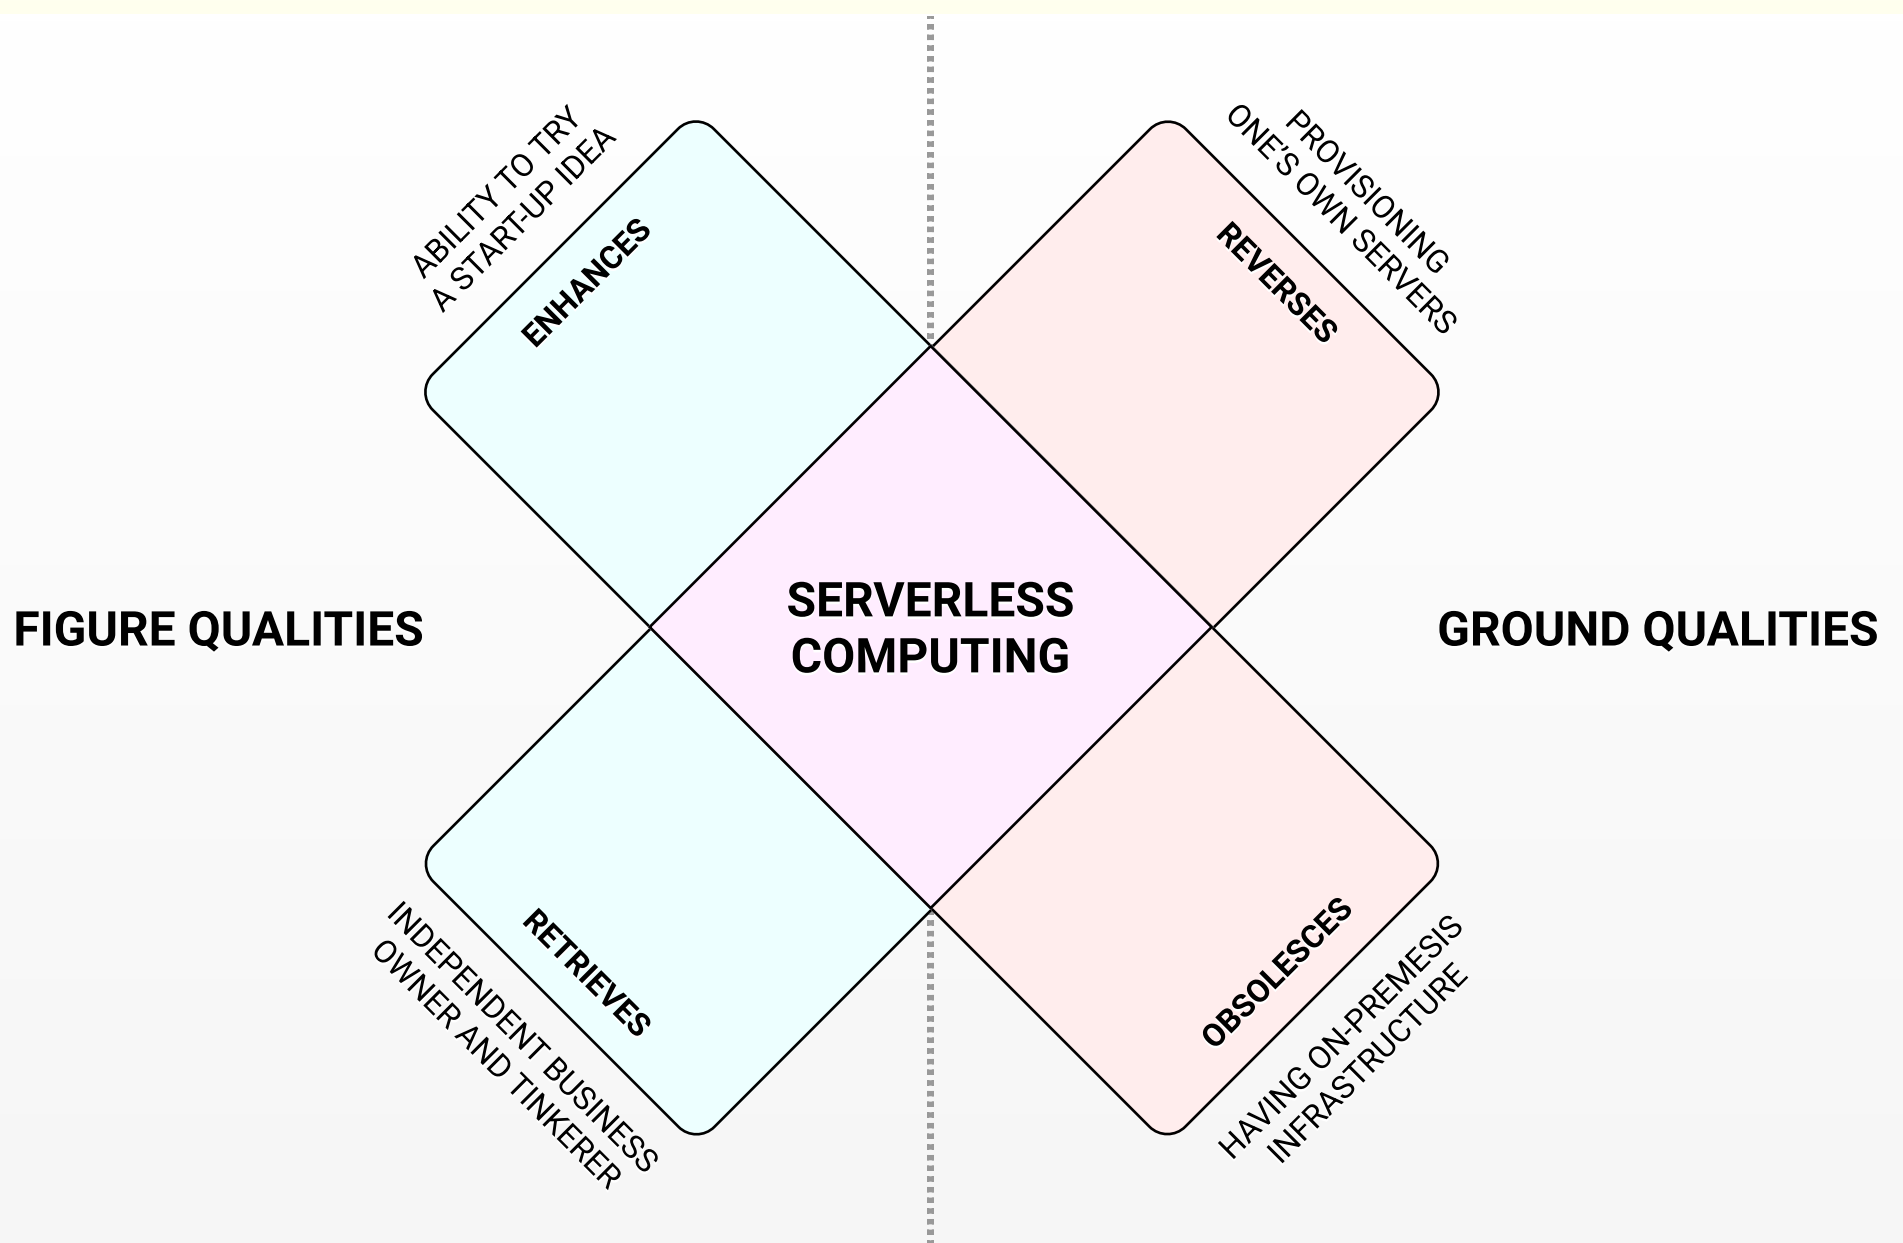 ABILITY TO TRY
A START-UP IDEA
ENHANCES
PROVISIONING
ONE'S OWN SERVERS
REVERSES
FIGURE QUALITIES
SERVERLESS
COMPUTING
GROUND QUALITIES
RETRIEVES
INDEPENDENT BUSINESS
OWNER AND TINKERER
OBSOLESCES
HAVING ON-PREMESIS
INFRASTRUCTURE